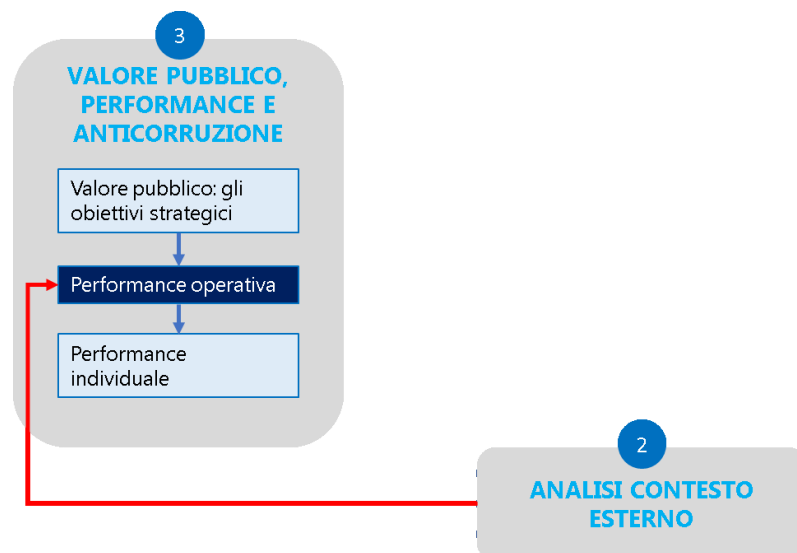 3
VALORE PUBBLICO,
PERFORMANCE E
ANTICORRUZIONE
Valore pubblico: gli
obiettivi strategici
Performance operativa
Performance
individuale
2
ANALISI CONTESTO
ESTERNO